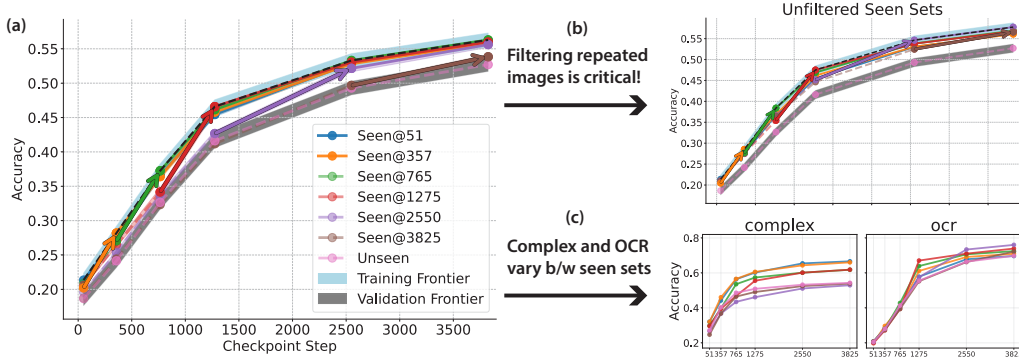 (a)
Accuracy
0.55
0.50
0.45
0.40
0.35
0.30
0.25
0.20
Seen@51
Seen@357
Seen@765
Seen@1275
Seen@2550
Seen@3825
Unseen
Training Frontier
Validation Frontier
0 500 1000 1500 2000 2500 3000 3500
Checkpoint Step
(b)
Filtering repeated
images is critical!
(c)
Complex and OCR
vary b/w seen sets
Unfiltered Seen Sets
Accuracy
0.55
0.50
0.45
0.40
0.35
0.30
0.25
0.20
complex
Accuracy
0.8
0.6
0.4
0.2
51 357 765 1275 2550 3825
ocr
51 357 765 1275 2550 3825